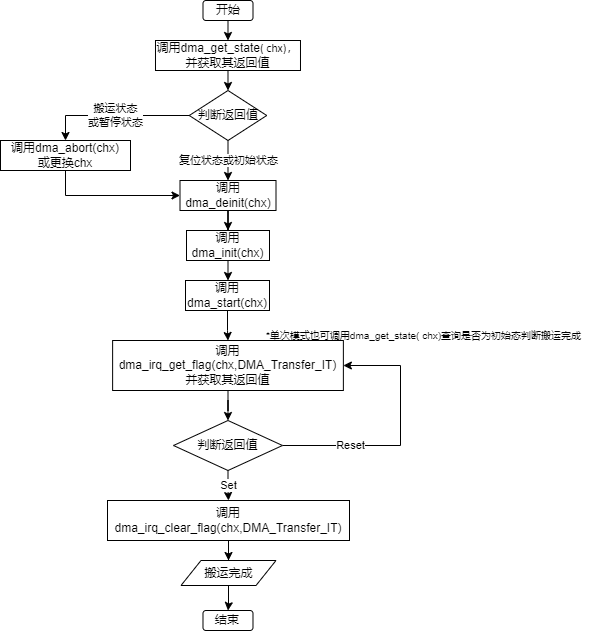 开始
调用dma_get_state( chx)，
并获取其返回值
判断返回值
搬运状态
或暂停状态
调用dma_abort(chx)
或更换chx
复位状态或初始状态
调用
dma_deinit(chx)
调用
dma_init(chx)
调用
dma_start(chx)
*单次模式也可调用dma_get_state( chx)查询是否为初始态判断搬运完成
调用
dma_irq_get_flag(chx,DMA_Transfer_IT)
并获取其返回值
判断返回值
Reset
Set
调用
dma_irq_clear_flag(chx,DMA_Transfer_IT)
搬运完成
结束